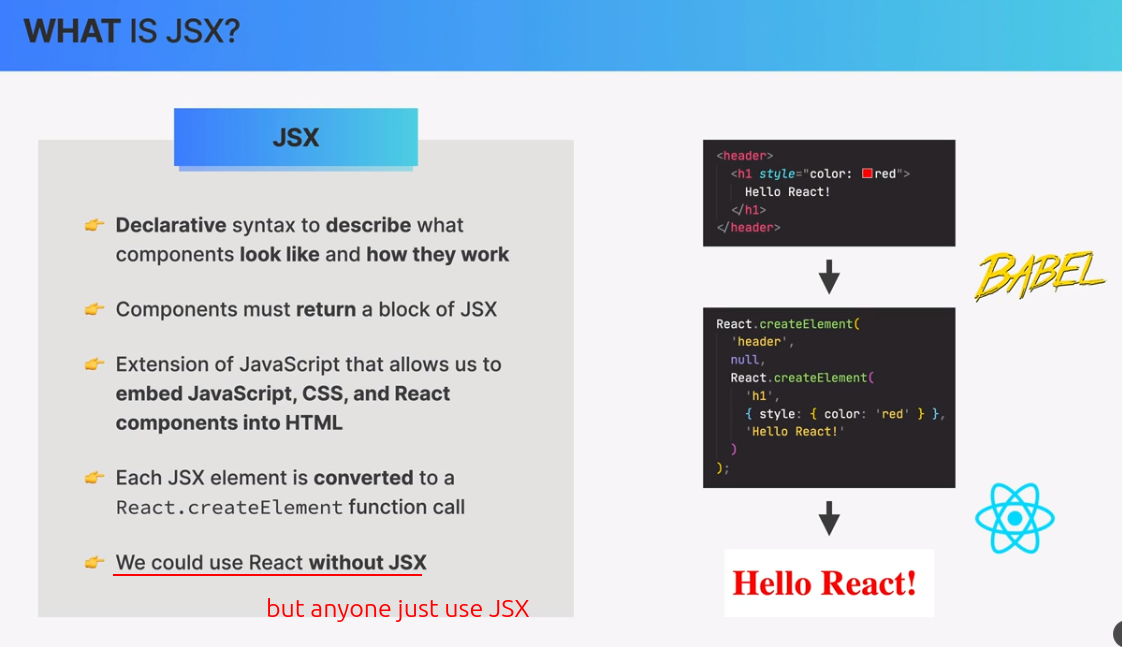 WHAT IS JSX?
JSX
👉 Declarative syntax to describe what
components look like and how they work
👉 Components must return a block of JSX
👉 Extension of JavaScript that allows us to
embed JavaScript, CSS, and React
components into HTML
👉 Each JSX element is converted to a
React.createElement function call
👉 We could use React without JSX
but anyone just use JSX
<header>
<h1 style="color: red">
Hello React!
</h1>
</header>
BABEL
React.createElement(
'header',
null,
React.createElement(
'h1',
{ style: { color: 'red' } },
'Hello React!'
)
);
Hello React!